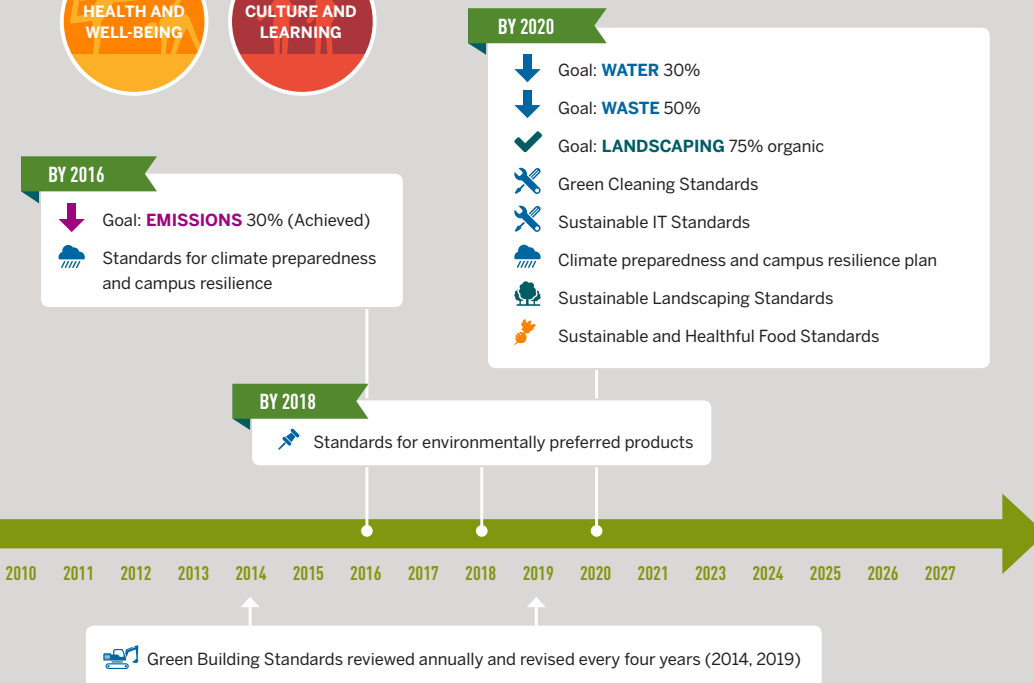 HEALTH AND
WELL-BEING
CULTURE AND
LEARNING
BY 2020
Goal: WATER 30%
Goal: WASTE 50%
Goal: LANDSCAPING 75% organic
Green Cleaning Standards
Sustainable IT Standards
Climate preparedness and campus resilience plan
Sustainable Landscaping Standards
Sustainable and Healthful Food Standards
BY 2016
Goal: EMISSIONS 30% (Achieved)
Standards for climate preparedness
and campus resilience
BY 2018
Standards for environmentally preferred products
2010 2011 2012 2013 2014 2015 2016 2017 2018 2019 2020 2021 2023 2024 2025 2026 2027
Green Building Standards reviewed annually and revised every four years (2014, 2019)